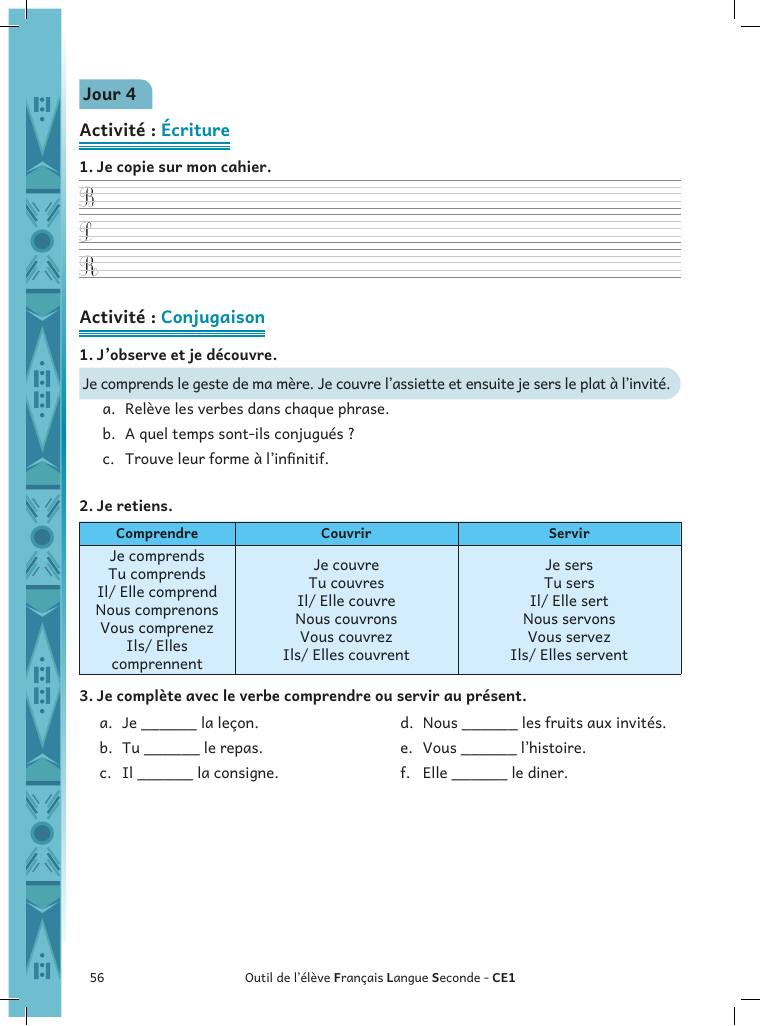 Jour 4
Activité : Écriture
1. Je copie sur mon cahier.
B
f
R
Activité : Conjugaison
1. J’observe et je découvre.
Je comprends le geste de ma mère. Je couvre l’assiette et ensuite je sers le plat à l’invité.
a. Relève les verbes dans chaque phrase.
b. A quel temps sont-ils conjugués ?
c. Trouve leur forme à l’infinitif.
2. Je retiens.
Comprendre Couvrir Servir
Je comprends
Tu comprends
Il/ Elle comprend
Nous comprenons
Vous comprenez
Ils/ Elles
comprennent
Je couvre
Tu couvres
Il/ Elle couvre
Nous couvrons
Vous couvrez
Ils/ Elles couvrent
Je sers
Tu sers
Il/ Elle sert
Nous servons
Vous servez
Ils/ Elles servent
3. Je complète avec le verbe comprendre ou servir au présent.
a. Je ______ la leçon.
b. Tu ______ le repas.
c. Il ______ la consigne.
d. Nous ______ les fruits aux invités.
e. Vous ______ l’histoire.
f. Elle ______ le diner.
56
Outil de l’élève Français Langue Seconde - CE1